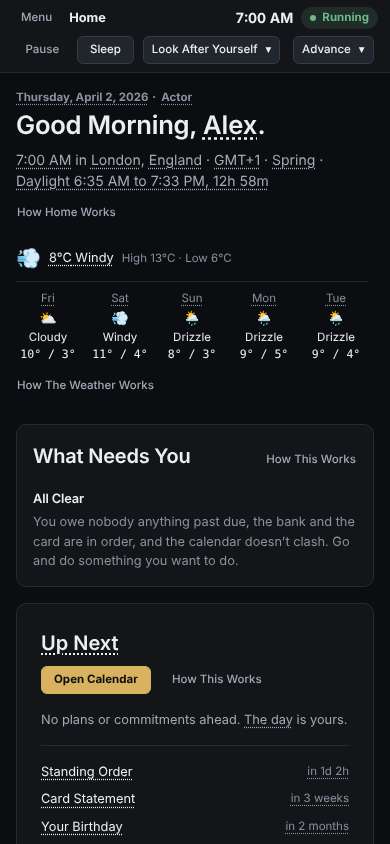 Menu Home 7:00 AM Running
Pause Sleep Look After Yourself ▾ Advance ▾
Thursday, April 2, 2026 · Actor
Good Morning, Alex.
7:00 AM in London, England · GMT+1 · Spring ·
Daylight 6:35 AM to 7:33 PM, 12h 58m
How Home Works
8°C Windy High 13°C · Low 6°C
Fri Sat Sun Mon Tue
Cloudy Windy Drizzle Drizzle Drizzle
10° / 3° 11° / 4° 8° / 3° 9° / 5° 9° / 4°
How The Weather Works
What Needs You How This Works
All Clear
You owe nobody anything past due, the bank and the
card are in order, and the calendar doesn't clash. Go
and do something you want to do.
Up Next
Open Calendar How This Works
No plans or commitments ahead. The day is yours.
Standing Order in 1d 2h
Card Statement in 3 weeks
Your Birthday in 2 months